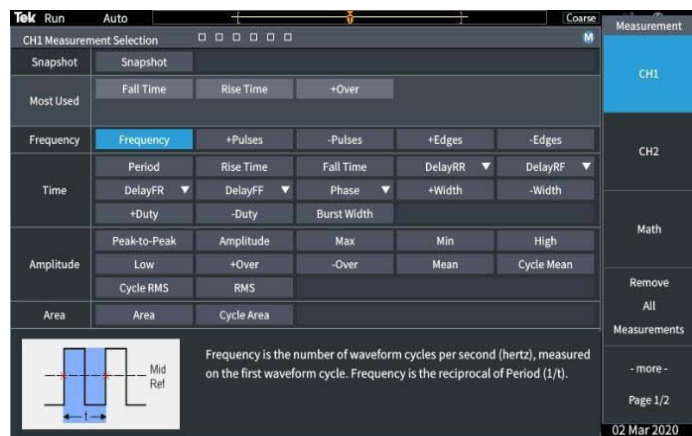 Tek Run Auto Coarse
CH1 Measurement Selection M
Snapshot Snapshot
Most Used Fall Time Rise Time +Over
Frequency Frequency +Pulses -Pulses +Edges -Edges
Time
Period Rise Time Fall Time DelayRR ▼ DelayRF ▼
DelayFR ▼ DelayFF ▼ Phase ▼ +Width -Width
+Duty -Duty Burst Width
Amplitude
Peak-to-Peak Amplitude Max Min High
Low +Over -Over Mean Cycle Mean
Cycle RMS RMS
Area Area Cycle Area
Mid
Ref
t
Frequency is the number of waveform cycles per second (hertz), measured
on the first waveform cycle. Frequency is the reciprocal of Period (1/t).
Measurement
CH1
CH2
Math
Remove
All
Measurements
- more -
Page 1/2
02 Mar 2020